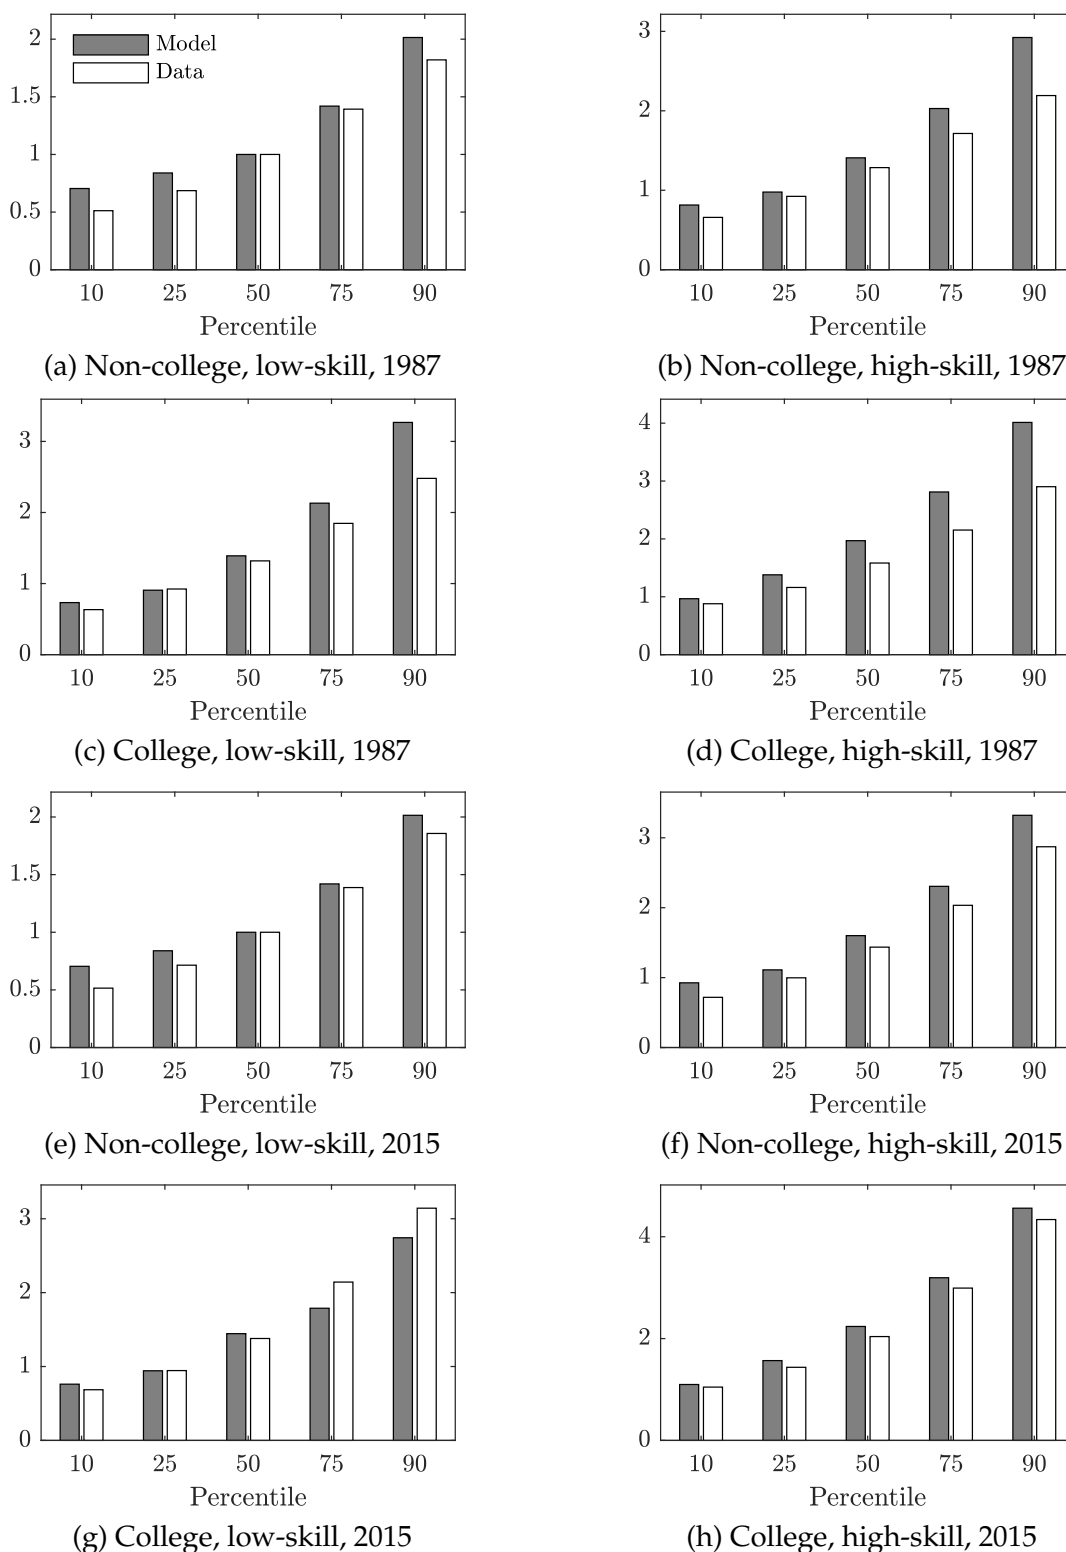 Model
Data
2
1.5
1
0.5
0
10 25 50 75 90
Percentile
(a) Non-college, low-skill, 1987
3
2
1
0
10 25 50 75 90
Percentile
(b) Non-college, high-skill, 1987
3
2
1
0
10 25 50 75 90
Percentile
(c) College, low-skill, 1987
4
3
2
1
0
10 25 50 75 90
Percentile
(d) College, high-skill, 1987
2
1.5
1
0.5
0
10 25 50 75 90
Percentile
(e) Non-college, low-skill, 2015
3
2
1
0
10 25 50 75 90
Percentile
(f) Non-college, high-skill, 2015
3
2
1
0
10 25 50 75 90
Percentile
(g) College, low-skill, 2015
4
2
0
10 25 50 75 90
Percentile
(h) College, high-skill, 2015